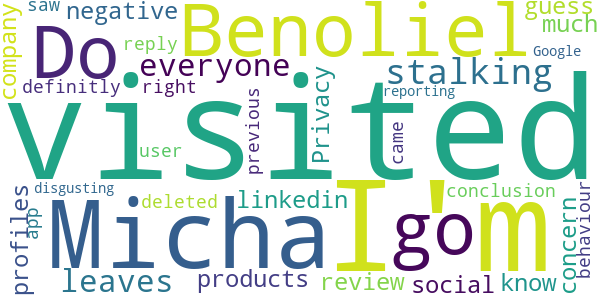 saw negative Benoliel guess
company Do reply everyone stalking much
Google
definitly right Privacy reporting
visited
user previous came
disgusting deleted linkedin I'm conclusion
profiles app Micha go concern behaviour
leaves products review social know